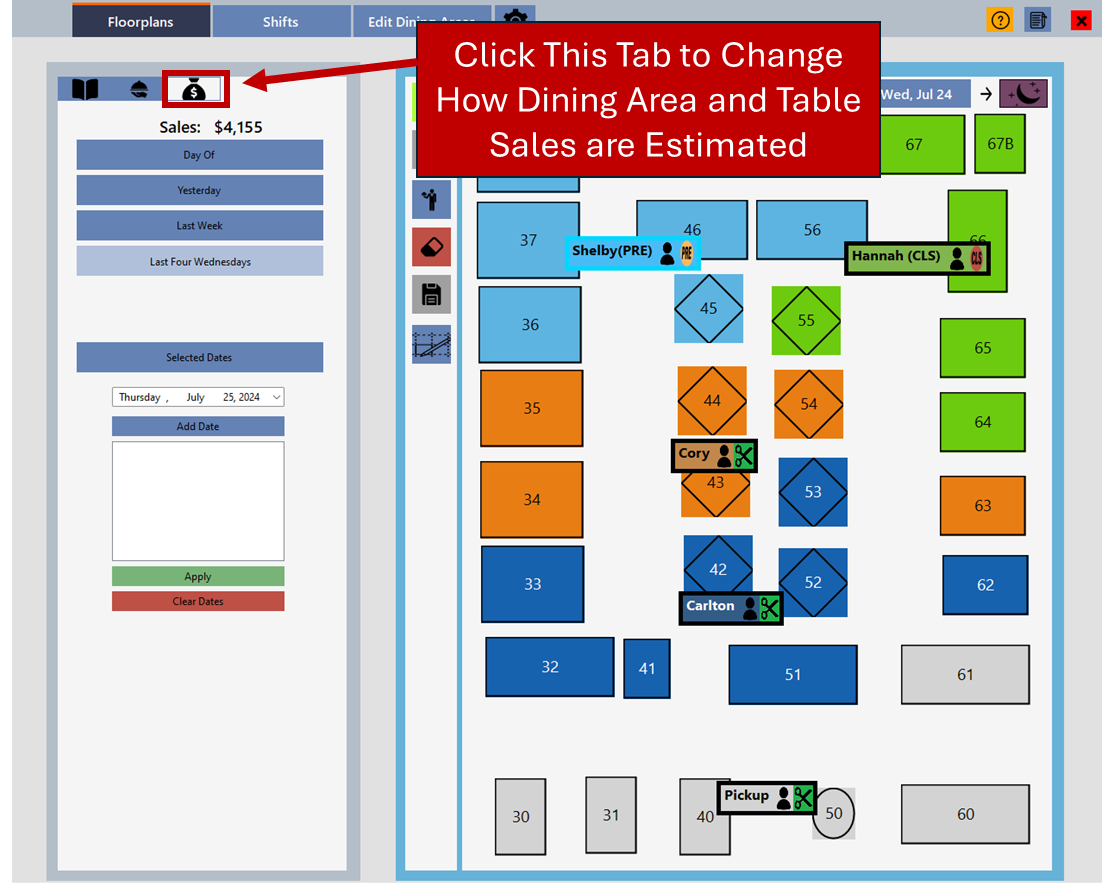 Floorplans
Shifts
Edit Dining Areas
Click This Tab to Change
How Dining Area and Table
Sales are Estimated
Sales: $4,155
Day Of
Yesterday
Last Week
Last Four Wednesdays
Selected Dates
Thursday , July 25, 2024
Add Date
Apply
Clear Dates
Wed, Jul 24
67
67B
37
46
56
66
Shelby(PRE)
PRE
Hannah (CLS)
CLS
36
45
55
65
35
44
54
64
Cory
34
43
53
63
33
42
52
62
Carlton
32
41
51
61
Pickup
30
31
40
50
60